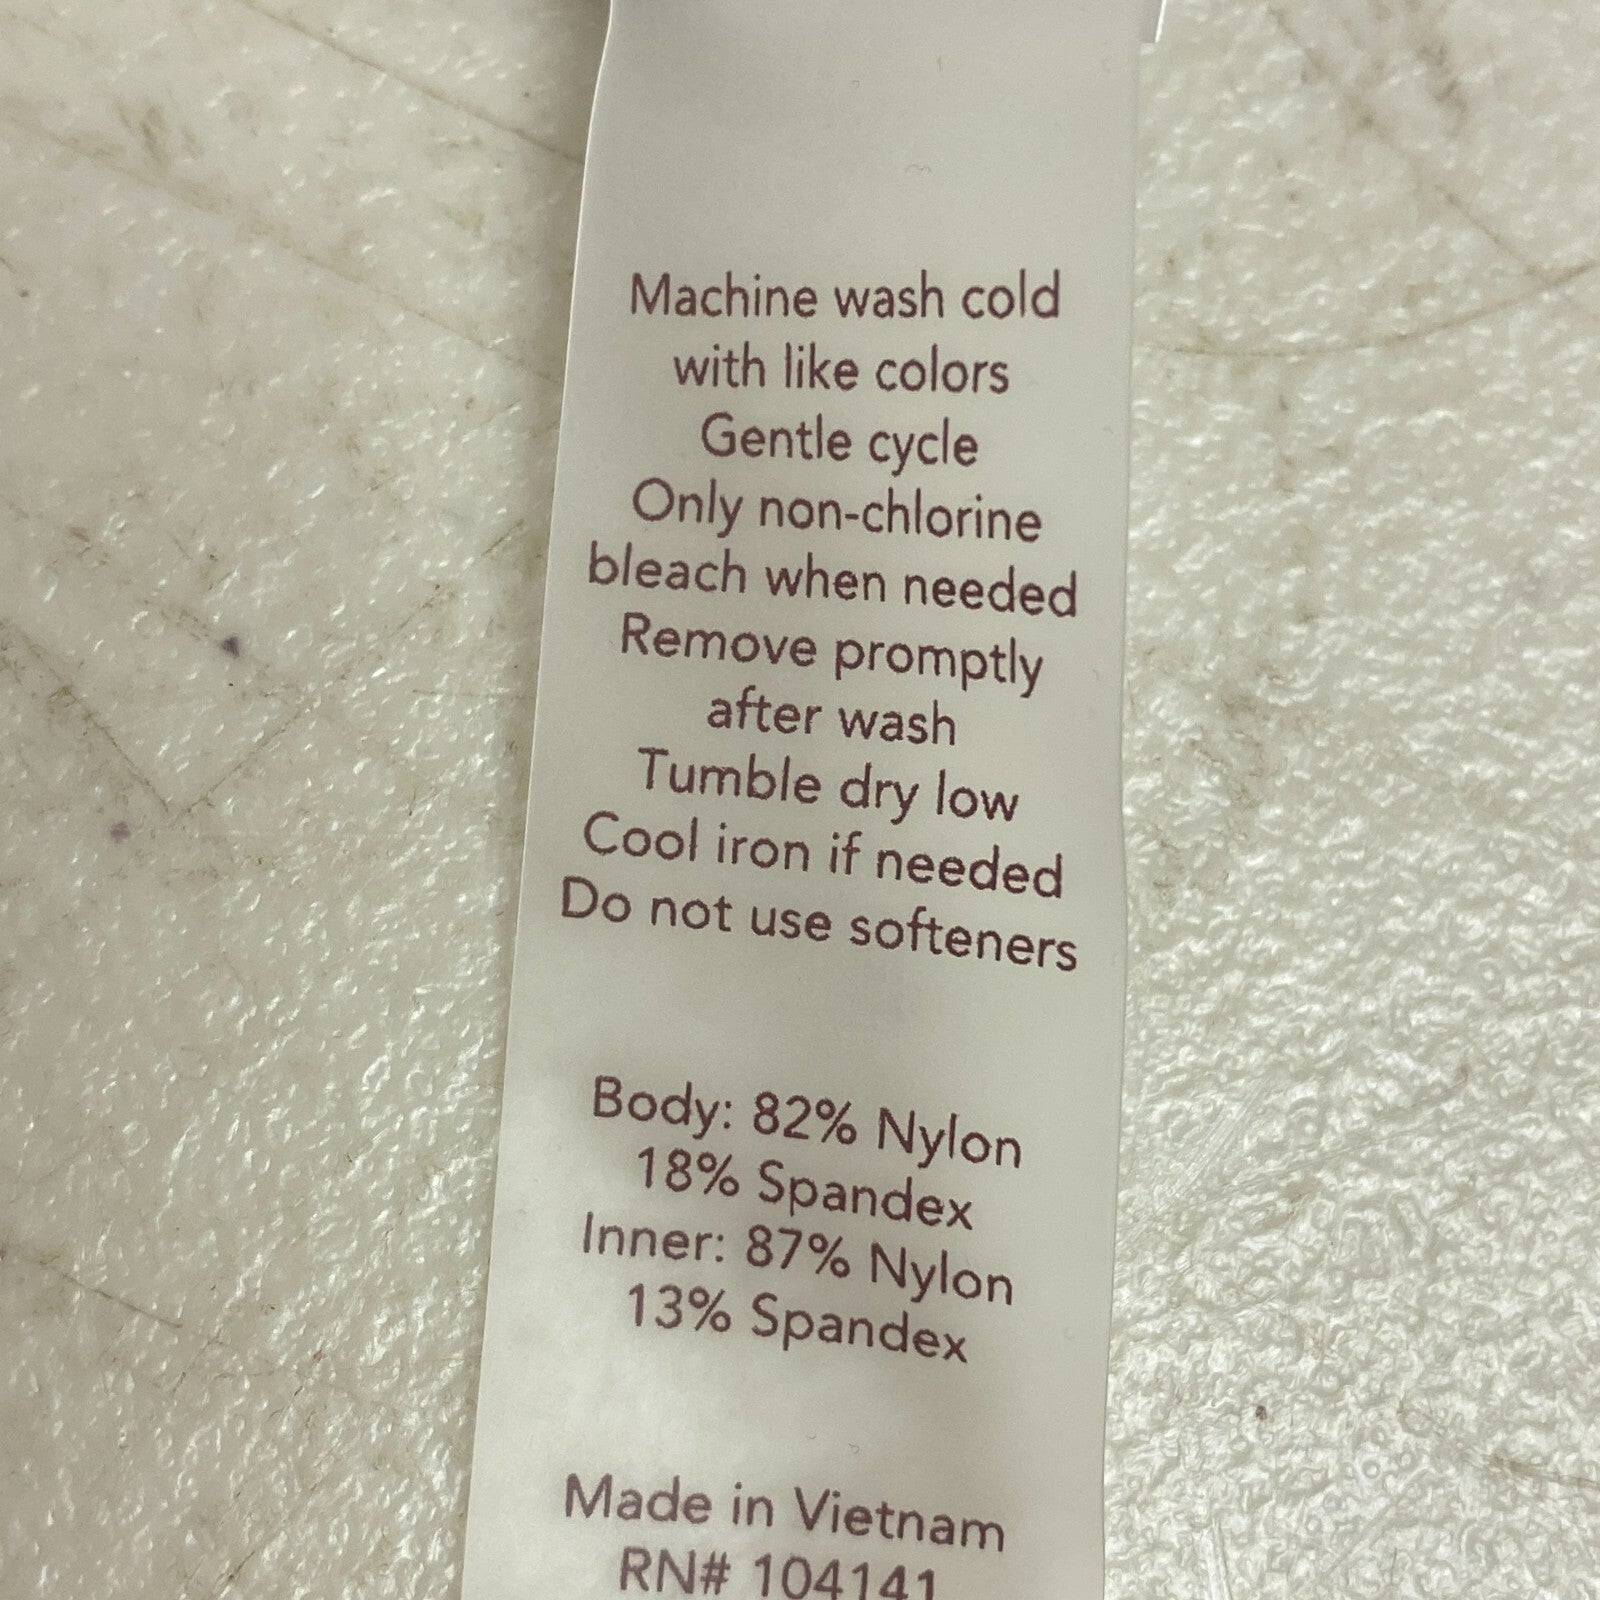 Machine wash cold
with like colors
Gentle cycle
Only non-chlorine
bleach when needed
Remove promptly
after wash
Tumble dry low
Cool iron if needed
Do not use softeners
Body: 82% Nylon
18% Spandex
Inner: 87% Nylon
13% Spandex
Made in Vietnam
RN# 104141